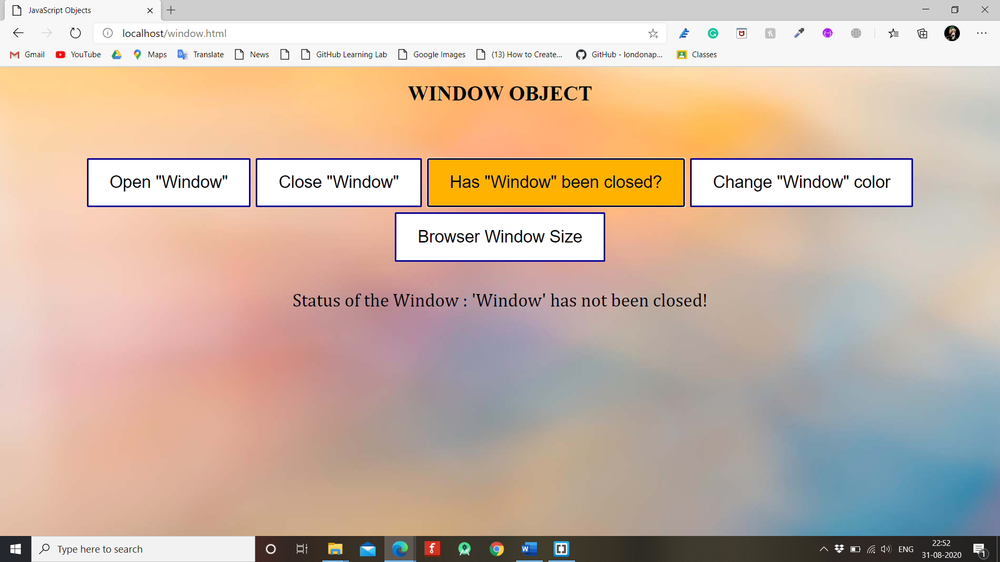 JavaScript Objects
localhost/window.html
Gmail YouTube Maps Translate News GitHub Learning Lab Google Images (13) How to Create... GitHub - londonap... Classes
WINDOW OBJECT
Open "Window" Close "Window" Has "Window" been closed? Change "Window" color
Browser Window Size
Status of the Window : 'Window' has not been closed!
Type here to search
ENG
22:52
31-08-2020
1